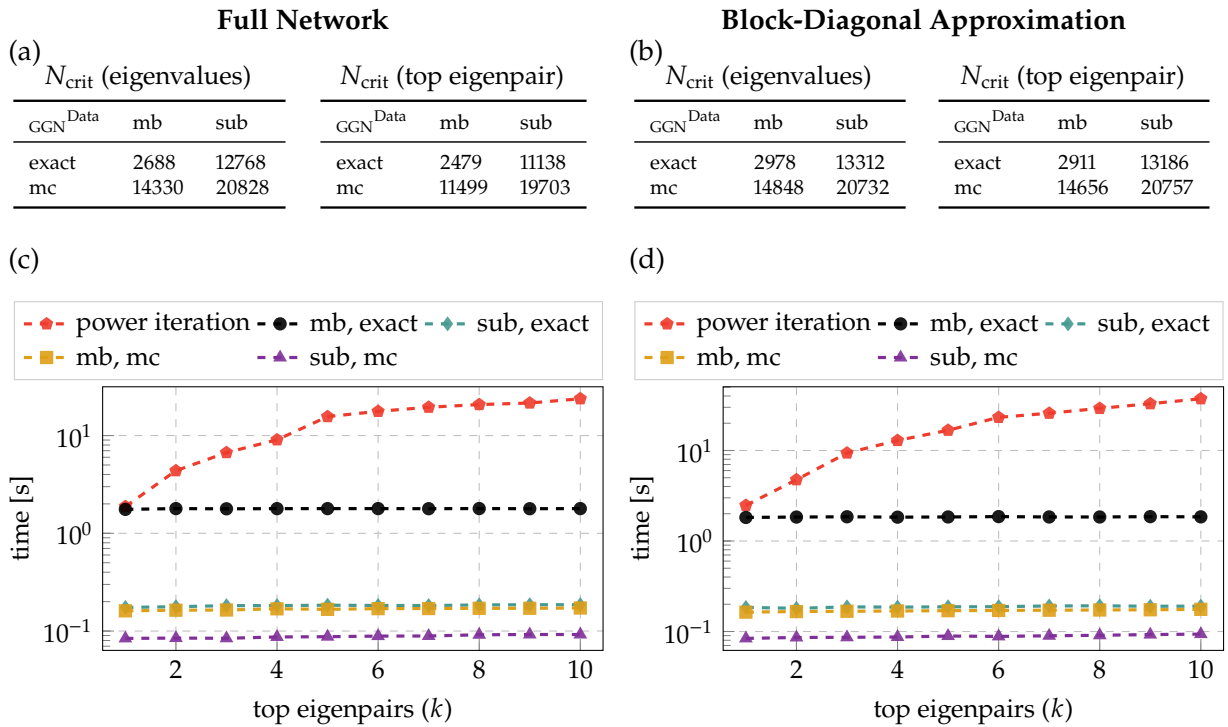 Full Network
Block-Diagonal Approximation
(a)
N_crit (eigenvalues)
GGN^Data mb sub
exact 2688 12768
mc 14330 20828
N_crit (top eigenpair)
GGN^Data mb sub
exact 2479 11138
mc 11499 19703
(b)
N_crit (eigenvalues)
GGN^Data mb sub
exact 2978 13312
mc 14848 20732
N_crit (top eigenpair)
GGN^Data mb sub
exact 2911 13186
mc 14656 20757
(c)
power iteration mb, exact sub, exact
mb, mc sub, mc
10^1
10^0
10^−1
time [s]
2 4 6 8 10
top eigenpairs (k)
(d)
power iteration mb, exact sub, exact
mb, mc sub, mc
10^1
10^0
10^−1
time [s]
2 4 6 8 10
top eigenpairs (k)